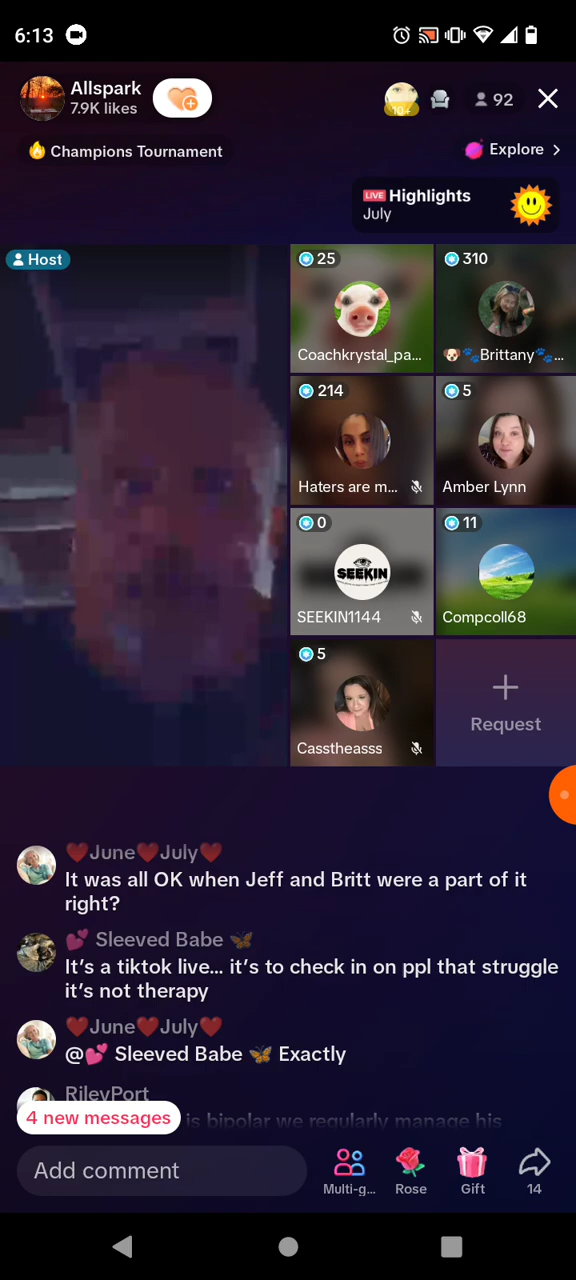 6:13
Allspark
7.9K likes
10+
92
Champions Tournament
Explore
LIVE Highlights
July
Host
25
Coachkrystal_pa...
310
🐶🐾Brittany🐾...
214
Haters are m...
5
Amber Lynn
0
SEEKIN
SEEKIN1144
11
Compcoll68
5
Casstheasss
Request
❤️June❤️July❤️
It was all OK when Jeff and Britt were a part of it
right?
💕 Sleeved Babe 🦋
It's a tiktok live... it's to check in on ppl that struggle
it's not therapy
❤️June❤️July❤️
@💕 Sleeved Babe 🦋 Exactly
RileyPort
is bipolar we regularly manage his
4 new messages
Add comment
Multi-g...
Rose
Gift
14